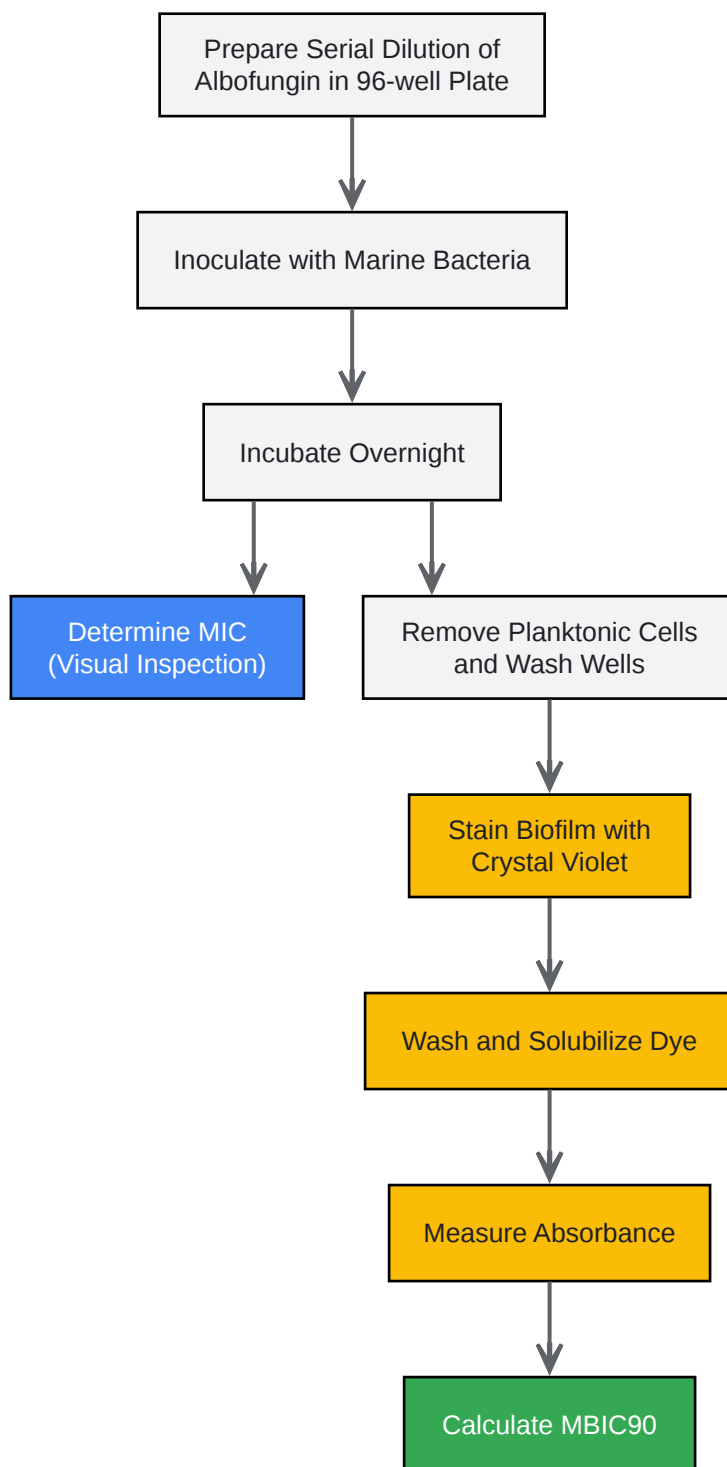 Prepare Serial Dilution of
Albofungin in 96-well Plate
Inoculate with Marine Bacteria
Incubate Overnight
Determine MIC
(Visual Inspection)
Remove Planktonic Cells
and Wash Wells
Stain Biofilm with
Crystal Violet
Wash and Solubilize Dye
Measure Absorbance
Calculate MBIC90